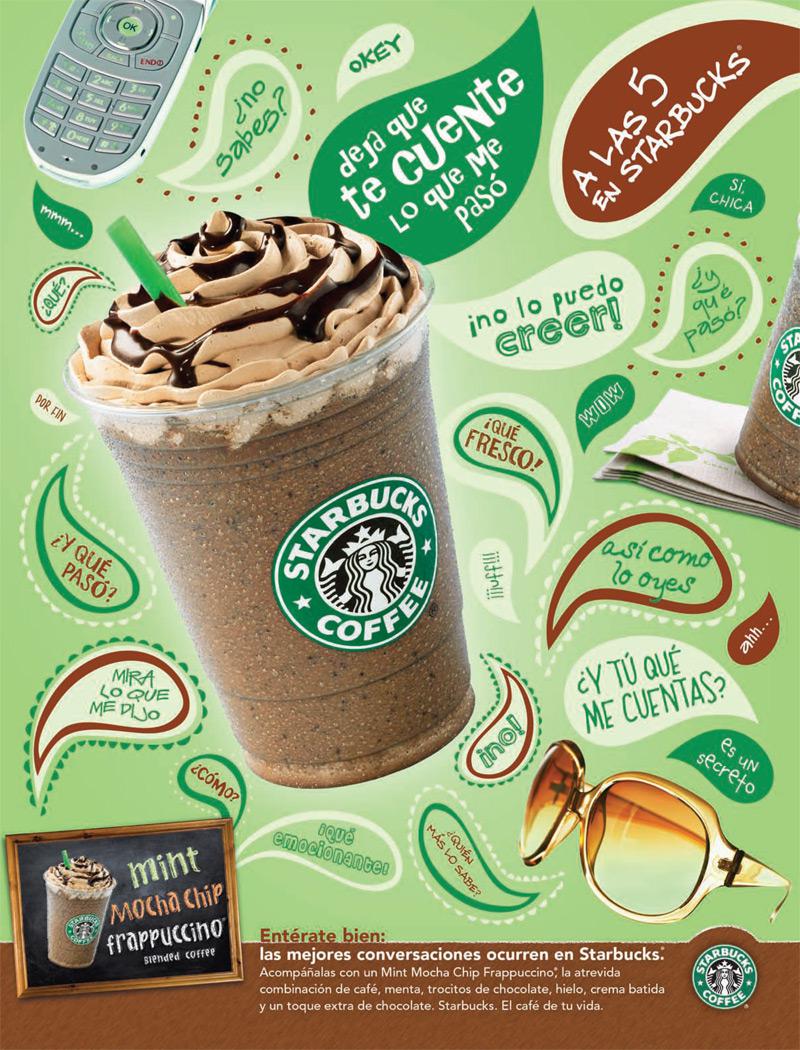 OK
END
¿no
sabes?
OKEY
deja que
te CUENTE
LO QUE ME
PASÓ
A LAS 5
EN STARBUCKS®
SI,
CHICA
mmm...
¿QUÉ?
¡no lo puedo
creer!
¿y
qué
pasó?
POR FIN
WOW
¡QUÉ
FRESCO!
STARBUCKS
COFFEE
¿Y QUÉ
PASÓ?
¡¡¡uff!!!
así como
lo oyes
ahh...
MIRA
LO QUE
ME DIJO
¿Y TÚ QUÉ
ME CUENTAS?
¡NO!
es un
secreto
¿CÓMO?
¡qué
emocionante!
¿QUIÉN
MÁS LO SABE?
mint
MOCHA CHIP
frappuccino®
BLENDED COFFEE
Entérate bien:
las mejores conversaciones ocurren en Starbucks.®
Acompáñalas con un Mint Mocha Chip Frappuccino®, la atrevida
combinación de café, menta, trocitos de chocolate, hielo, crema batida
y un toque extra de chocolate. Starbucks. El café de tu vida.
STARBUCKS
COFFEE